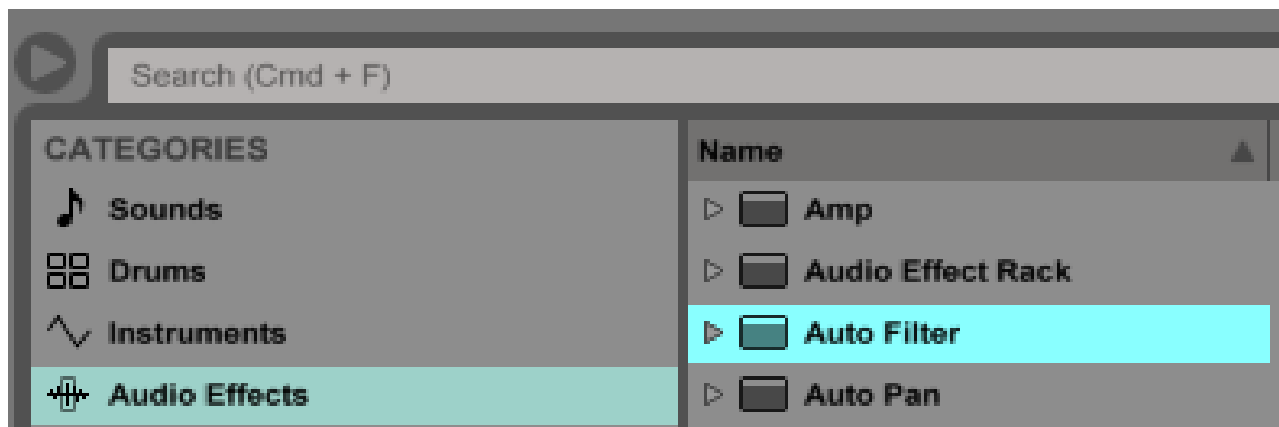 Search (Cmd + F)
CATEGORIES
Sounds
Drums
Instruments
Audio Effects
Name
Amp
Audio Effect Rack
Auto Filter
Auto Pan